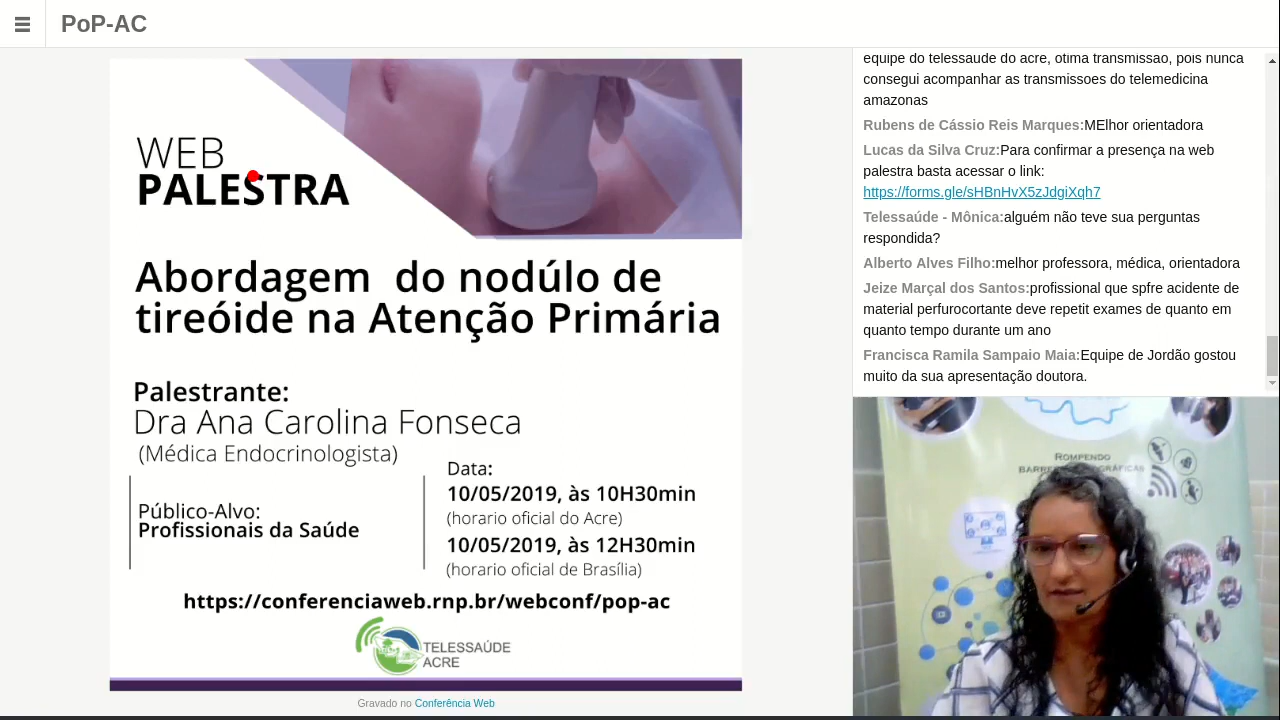 PoP-AC
WEB
PALESTRA
Abordagem do nodúlo de
tireóide na Atenção Primária
Palestrante:
Dra Ana Carolina Fonseca
(Médica Endocrinologista)
Público-Alvo:
Profissionais da Saúde
Data:
10/05/2019, às 10H30min
(horario oficial do Acre)
10/05/2019, às 12H30min
(horario oficial de Brasília)
https://conferenciaweb.rnp.br/webconf/pop-ac
TELESSAÚDE
ACRE
Gravado no Conferência Web
equipe do telessaude do acre, otima transmissao, pois nunca
consegui acompanhar as transmissoes do telemedicina
amazonas
Rubens de Cássio Reis Marques:MElhor orientadora
Lucas da Silva Cruz:Para confirmar a presença na web
palestra basta acessar o link:
https://forms.gle/sHBnHvX5zJdgiXqh7
Telessaúde - Mônica:alguém não teve sua perguntas
respondida?
Alberto Alves Filho:melhor professora, médica, orientadora
Jeize Marçal dos Santos:profissional que spfre acidente de
material perfurocortante deve repetit exames de quanto em
quanto tempo durante um ano
Francisca Ramila Sampaio Maia:Equipe de Jordão gostou
muito da sua apresentação doutora.
ROMPENDO